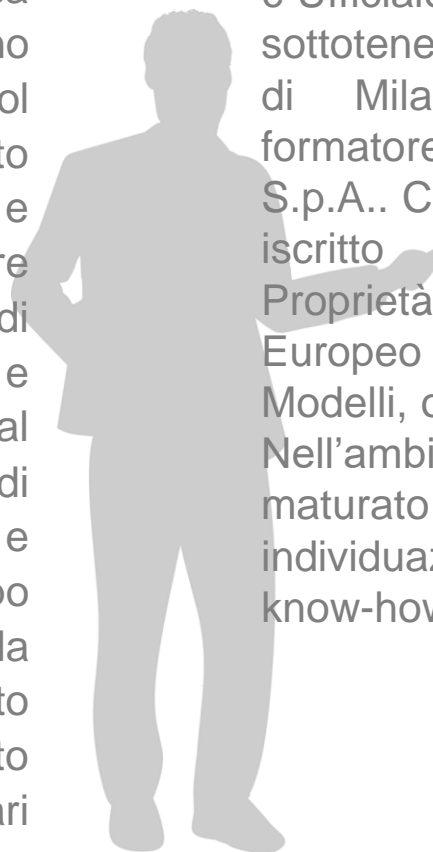 no
ol
to
e
re
di
e
al
di
e
po
la
to
to
ari
sottotene
di Mila
formatore
S.p.A.. C
iscritto
Proprietà
Europeo
Modelli, c
Nell'ambi
maturato
individuaz
know-how